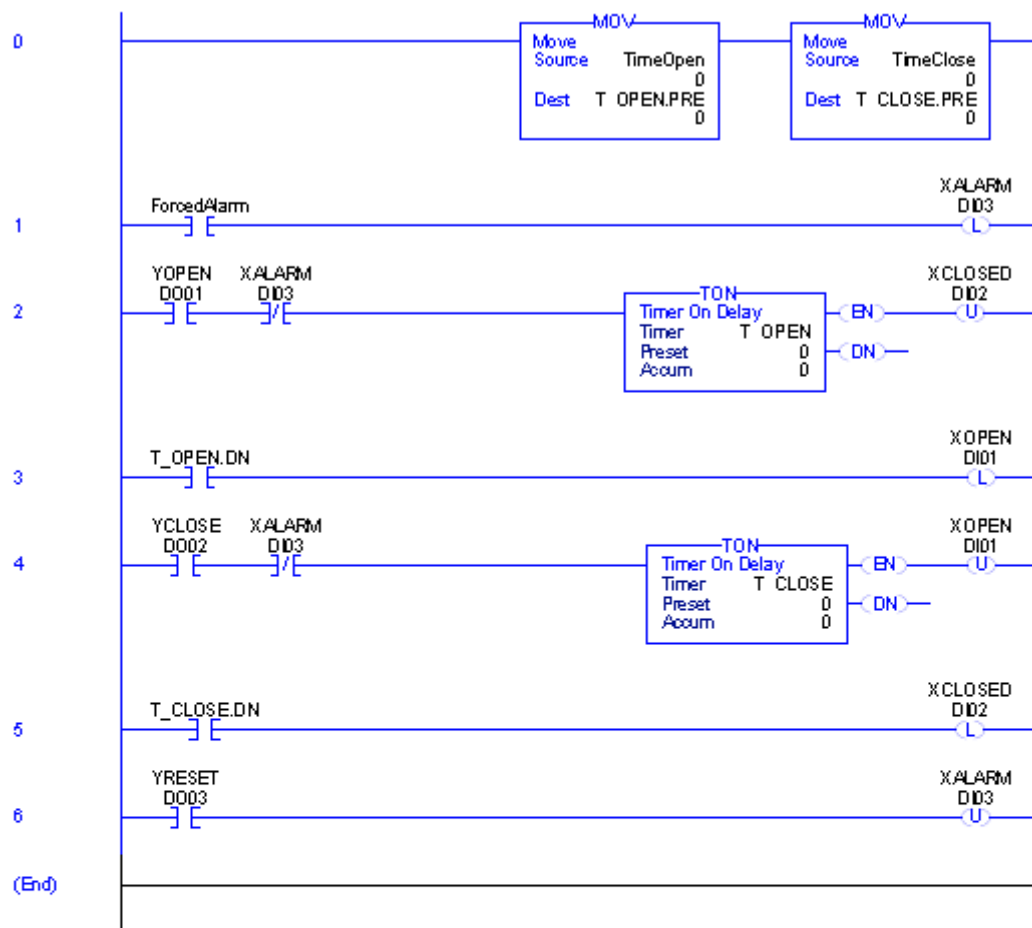 0
MOV
Move
Source TimeOpen
0
Dest T OPEN.PRE
0
MOV
Move
Source TimeClose
0
Dest T CLOSE.PRE
0
1
ForcedAlarm
XALARM
DI03
L
2
YOPEN
DO01
XALARM
DI03
TON
Timer On Delay
Timer T OPEN
Preset 0
Accum 0
EN
DN
XCLOSED
DI02
U
3
T_OPEN.DN
XOPEN
DI01
L
4
YCLOSE
DO02
XALARM
DI03
TON
Timer On Delay
Timer T CLOSE
Preset 0
Accum 0
EN
DN
XOPEN
DI01
U
5
T_CLOSE.DN
XCLOSED
DI02
L
6
YRESET
DO03
XALARM
DI03
U
(End)